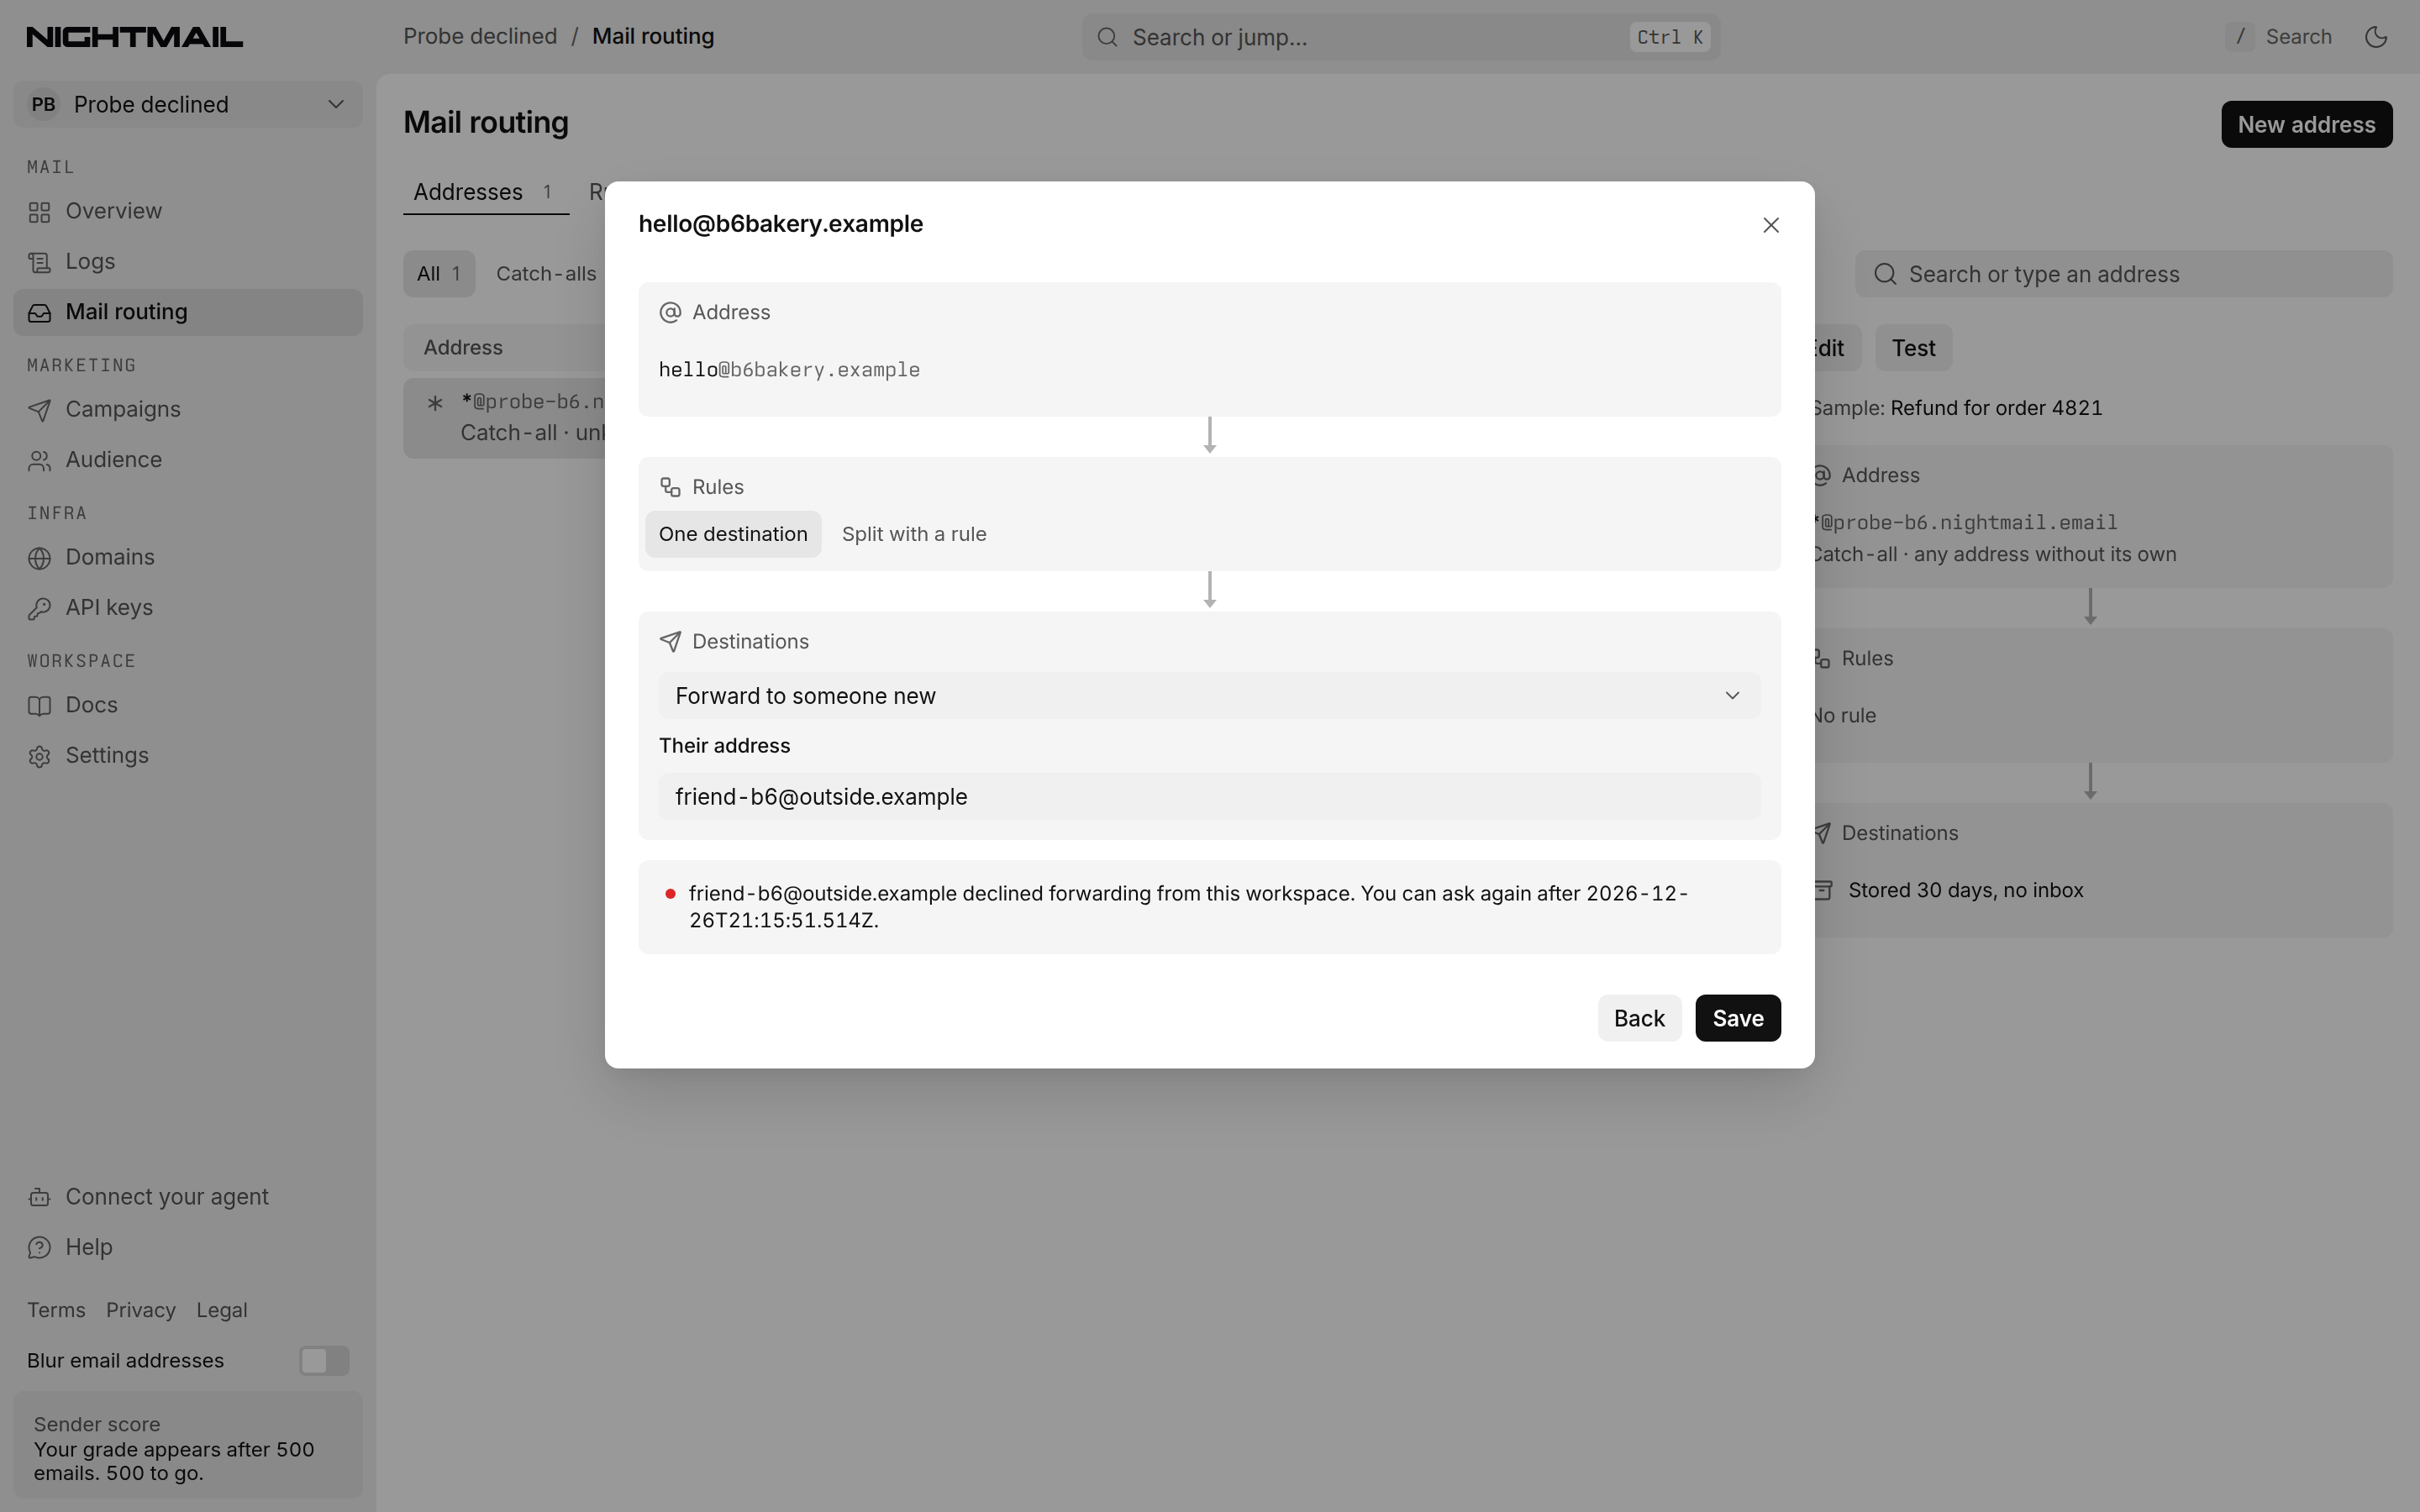 NIGHTMAIL
Probe declined / Mail routing
Search or jump...
Ctrl K
/ Search
PB Probe declined
MAIL
Overview
Logs
Mail routing
MARKETING
Campaigns
Audience
INFRA
Domains
API keys
WORKSPACE
Docs
Settings
Connect your agent
Help
Terms Privacy Legal
Blur email addresses
Sender score
Your grade appears after 500
emails. 500 to go.
Mail routing
New address
Addresses 1
All 1 Catch-alls
Search or type an address
Address
*@probe-b6.n
Catch-all ·
hello@b6bakery.example
Address
hello@b6bakery.example
Rules
One destination Split with a rule
Destinations
Forward to someone new
Their address
friend-b6@outside.example
friend-b6@outside.example declined forwarding from this workspace. You can ask again after 2026-12-
26T21:15:51.514Z.
Back Save
Edit Test
Sample: Refund for order 4821
Address
*@probe-b6.nightmail.email
Catch-all · any address without its own
Rules
No rule
Destinations
Stored 30 days, no inbox